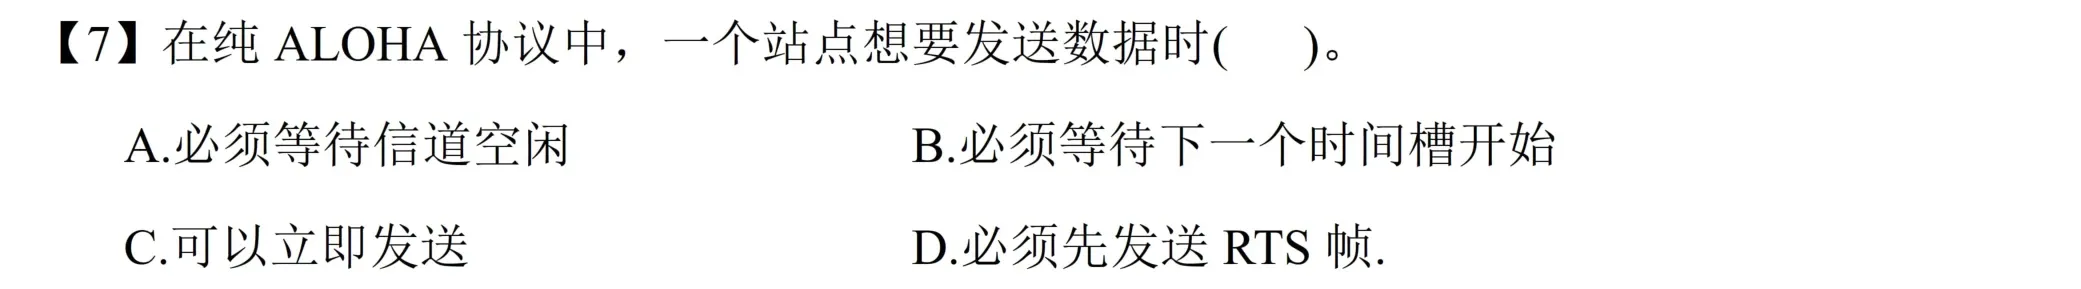 【7】在纯 ALOHA 协议中，一个站点想要发送数据时(    )。
A.必须等待信道空闲    B.必须等待下一个时间槽开始
C.可以立即发送    D.必须先发送 RTS 帧.